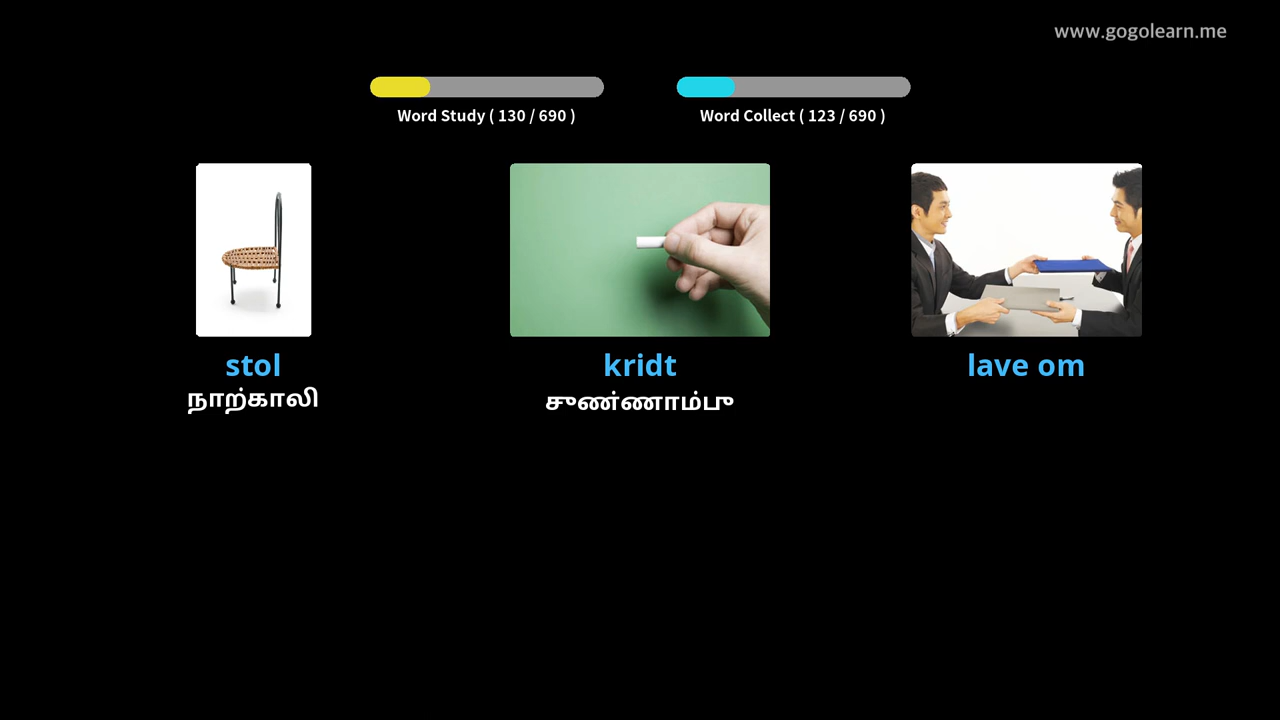 www.gogolearn.me
Word Study ( 130 / 690 )
Word Collect ( 123 / 690 )
stol
நாற்காலி
kridt
சுண்ணாம்பு
lave om